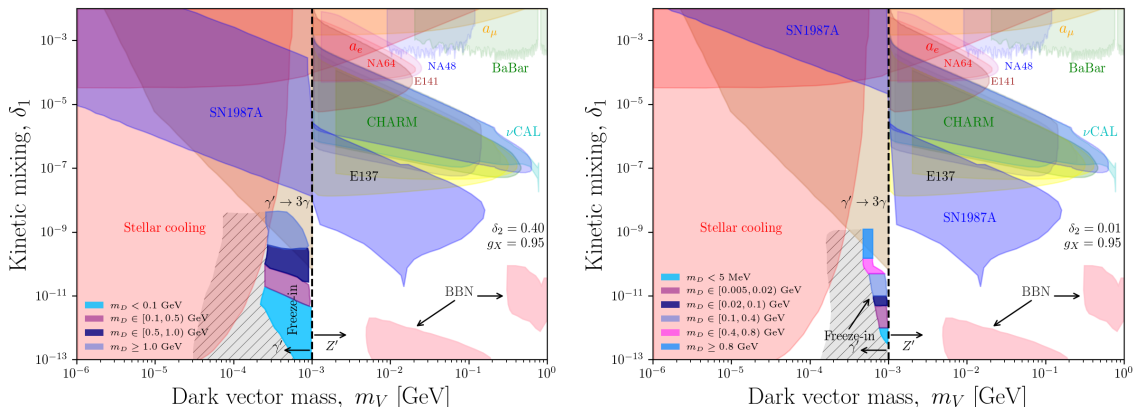 Kinetic mixing, δ₁
10⁻³
10⁻⁵
10⁻⁷
10⁻⁹
10⁻¹¹
10⁻¹³
a_e
NA64
NA48
E141
a_μ
BaBar
SN1987A
CHARM
νCAL
E137
γ′ → 3γ
Stellar cooling
δ₂ = 0.40
g_X = 0.95
BBN
m_D < 0.1 GeV
m_D ∈ [0.1, 0.5) GeV
m_D ∈ [0.5, 1.0) GeV
m_D ≥ 1.0 GeV
Freeze-in
γ′
Z′
10⁻⁶ 10⁻⁵ 10⁻⁴ 10⁻³ 10⁻² 10⁻¹ 10⁰
Dark vector mass, m_V [GeV]
Kinetic mixing, δ₁
10⁻³
10⁻⁵
10⁻⁷
10⁻⁹
10⁻¹¹
10⁻¹³
SN1987A
a_e
NA64
NA48
E141
a_μ
BaBar
CHARM
νCAL
E137
γ′ → 3γ
SN1987A
Stellar cooling
δ₂ = 0.01
g_X = 0.95
BBN
m_D < 5 MeV
m_D ∈ [0.005, 0.02) GeV
m_D ∈ [0.02, 0.1) GeV
m_D ∈ [0.1, 0.4) GeV
m_D ∈ [0.4, 0.8) GeV
m_D ≥ 0.8 GeV
Freeze-in
γ′
Z′
10⁻⁶ 10⁻⁵ 10⁻⁴ 10⁻³ 10⁻² 10⁻¹ 10⁰
Dark vector mass, m_V [GeV]